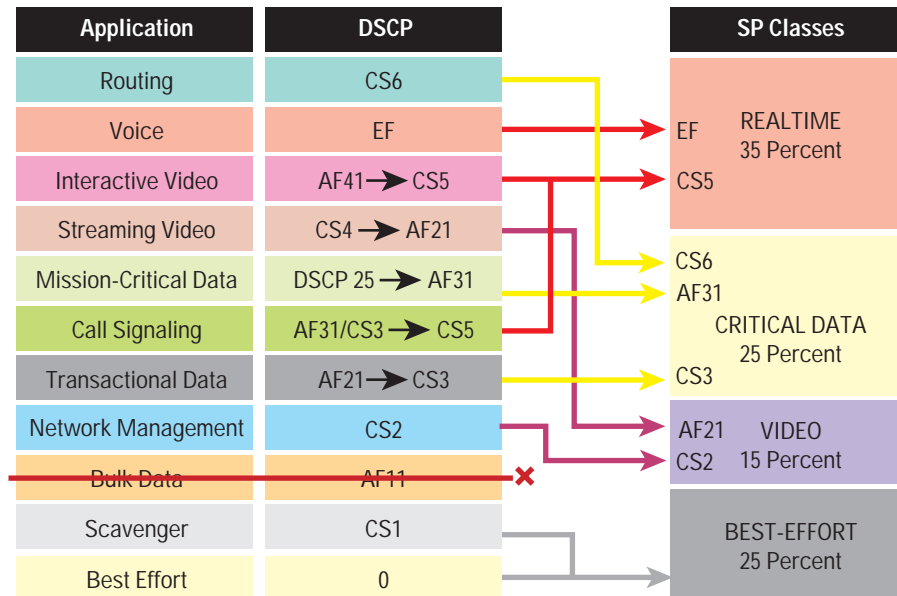 Application
DSCP
SP Classes
Routing
CS6
Voice
EF
Interactive Video
AF41 CS5
Streaming Video
CS4 AF21
Mission-Critical Data
DSCP 25 AF31
Call Signaling
AF31/CS3 CS5
Transactional Data
AF21 CS3
Network Management
CS2
Bulk Data
AF11
Scavenger
CS1
Best Effort
0
EF
CS5
REALTIME
35 Percent
CS6
AF31
CRITICAL DATA
25 Percent
CS3
AF21
CS2
VIDEO
15 Percent
BEST-EFFORT
25 Percent